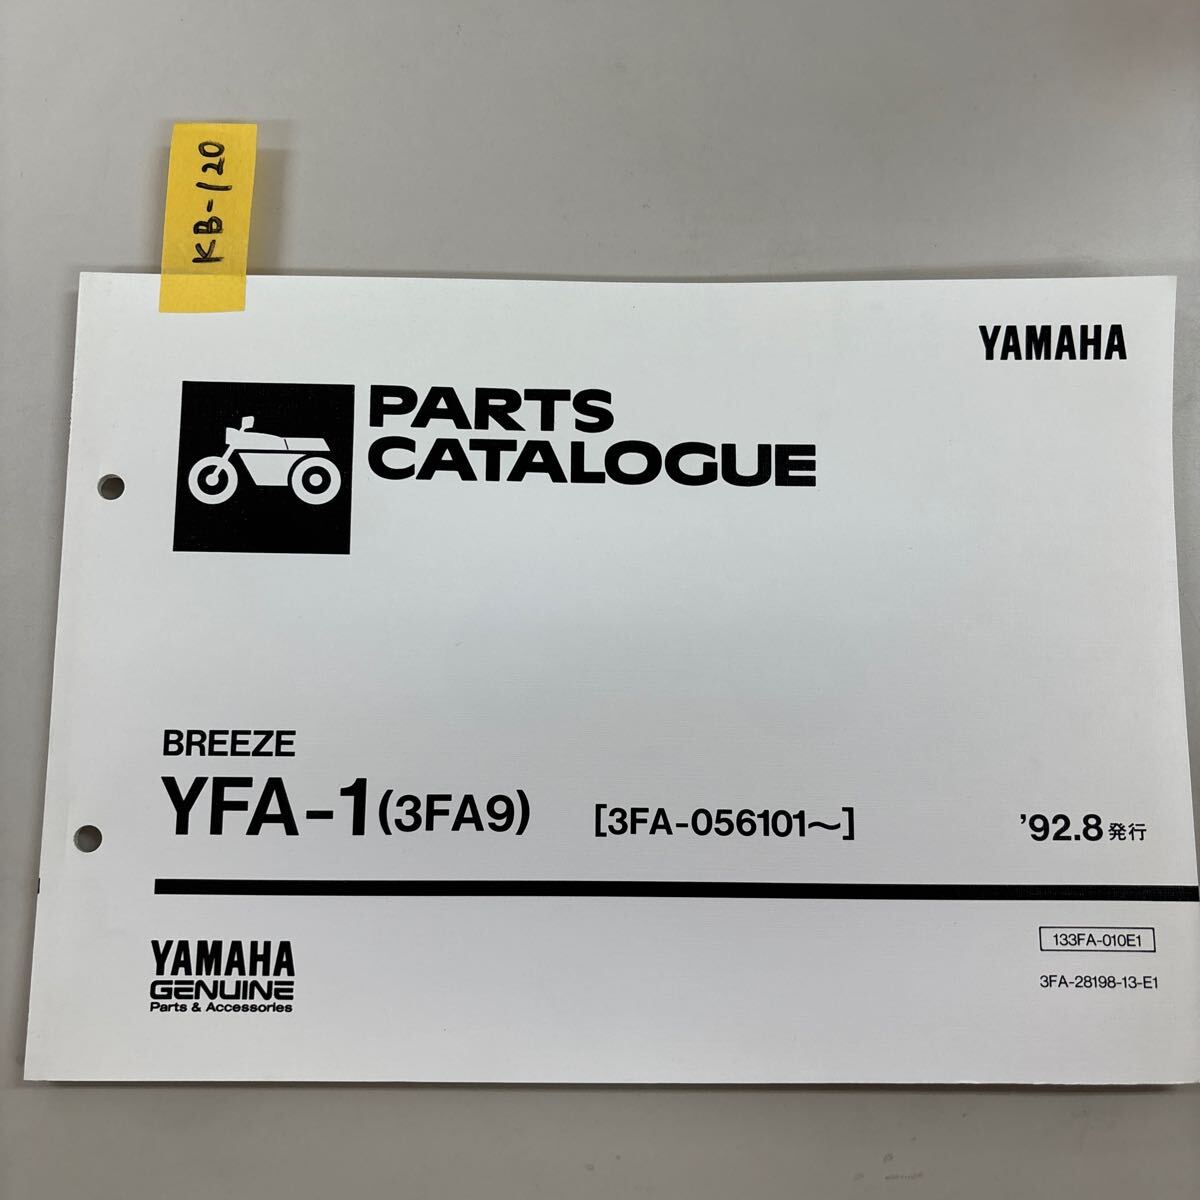 KB-120
YAMAHA
PARTS
CATALOGUE
BREEZE
YFA-1(3FA9) [3FA-056101~] '92.8発行
YAMAHA
GENUINE
Parts & Accessories
133FA-010E1
3FA-28198-13-E1